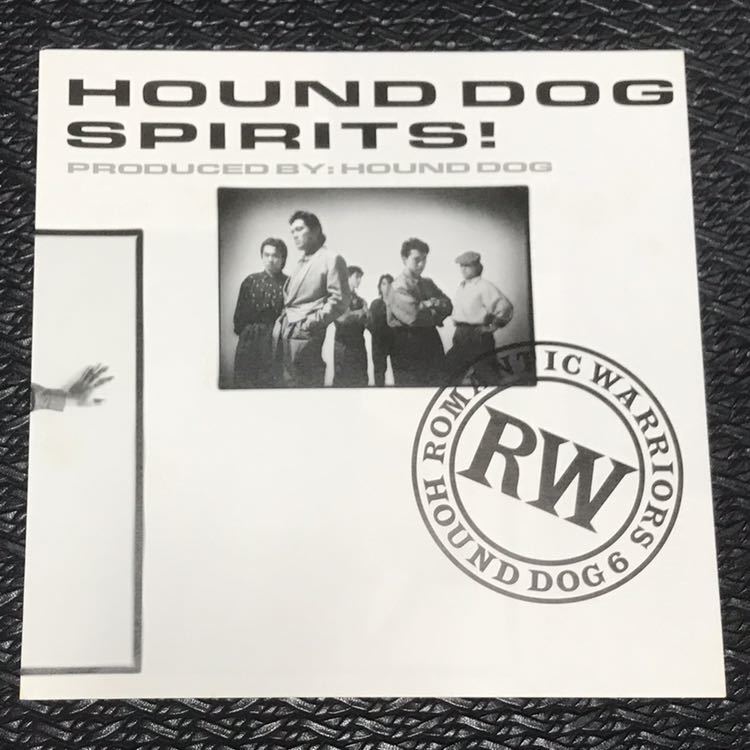 HOUND DOG
SPIRITS!
PRODUCED BY: HOUND DOG
ROMANTIC WARRIORS
RW
HOUND DOG 6